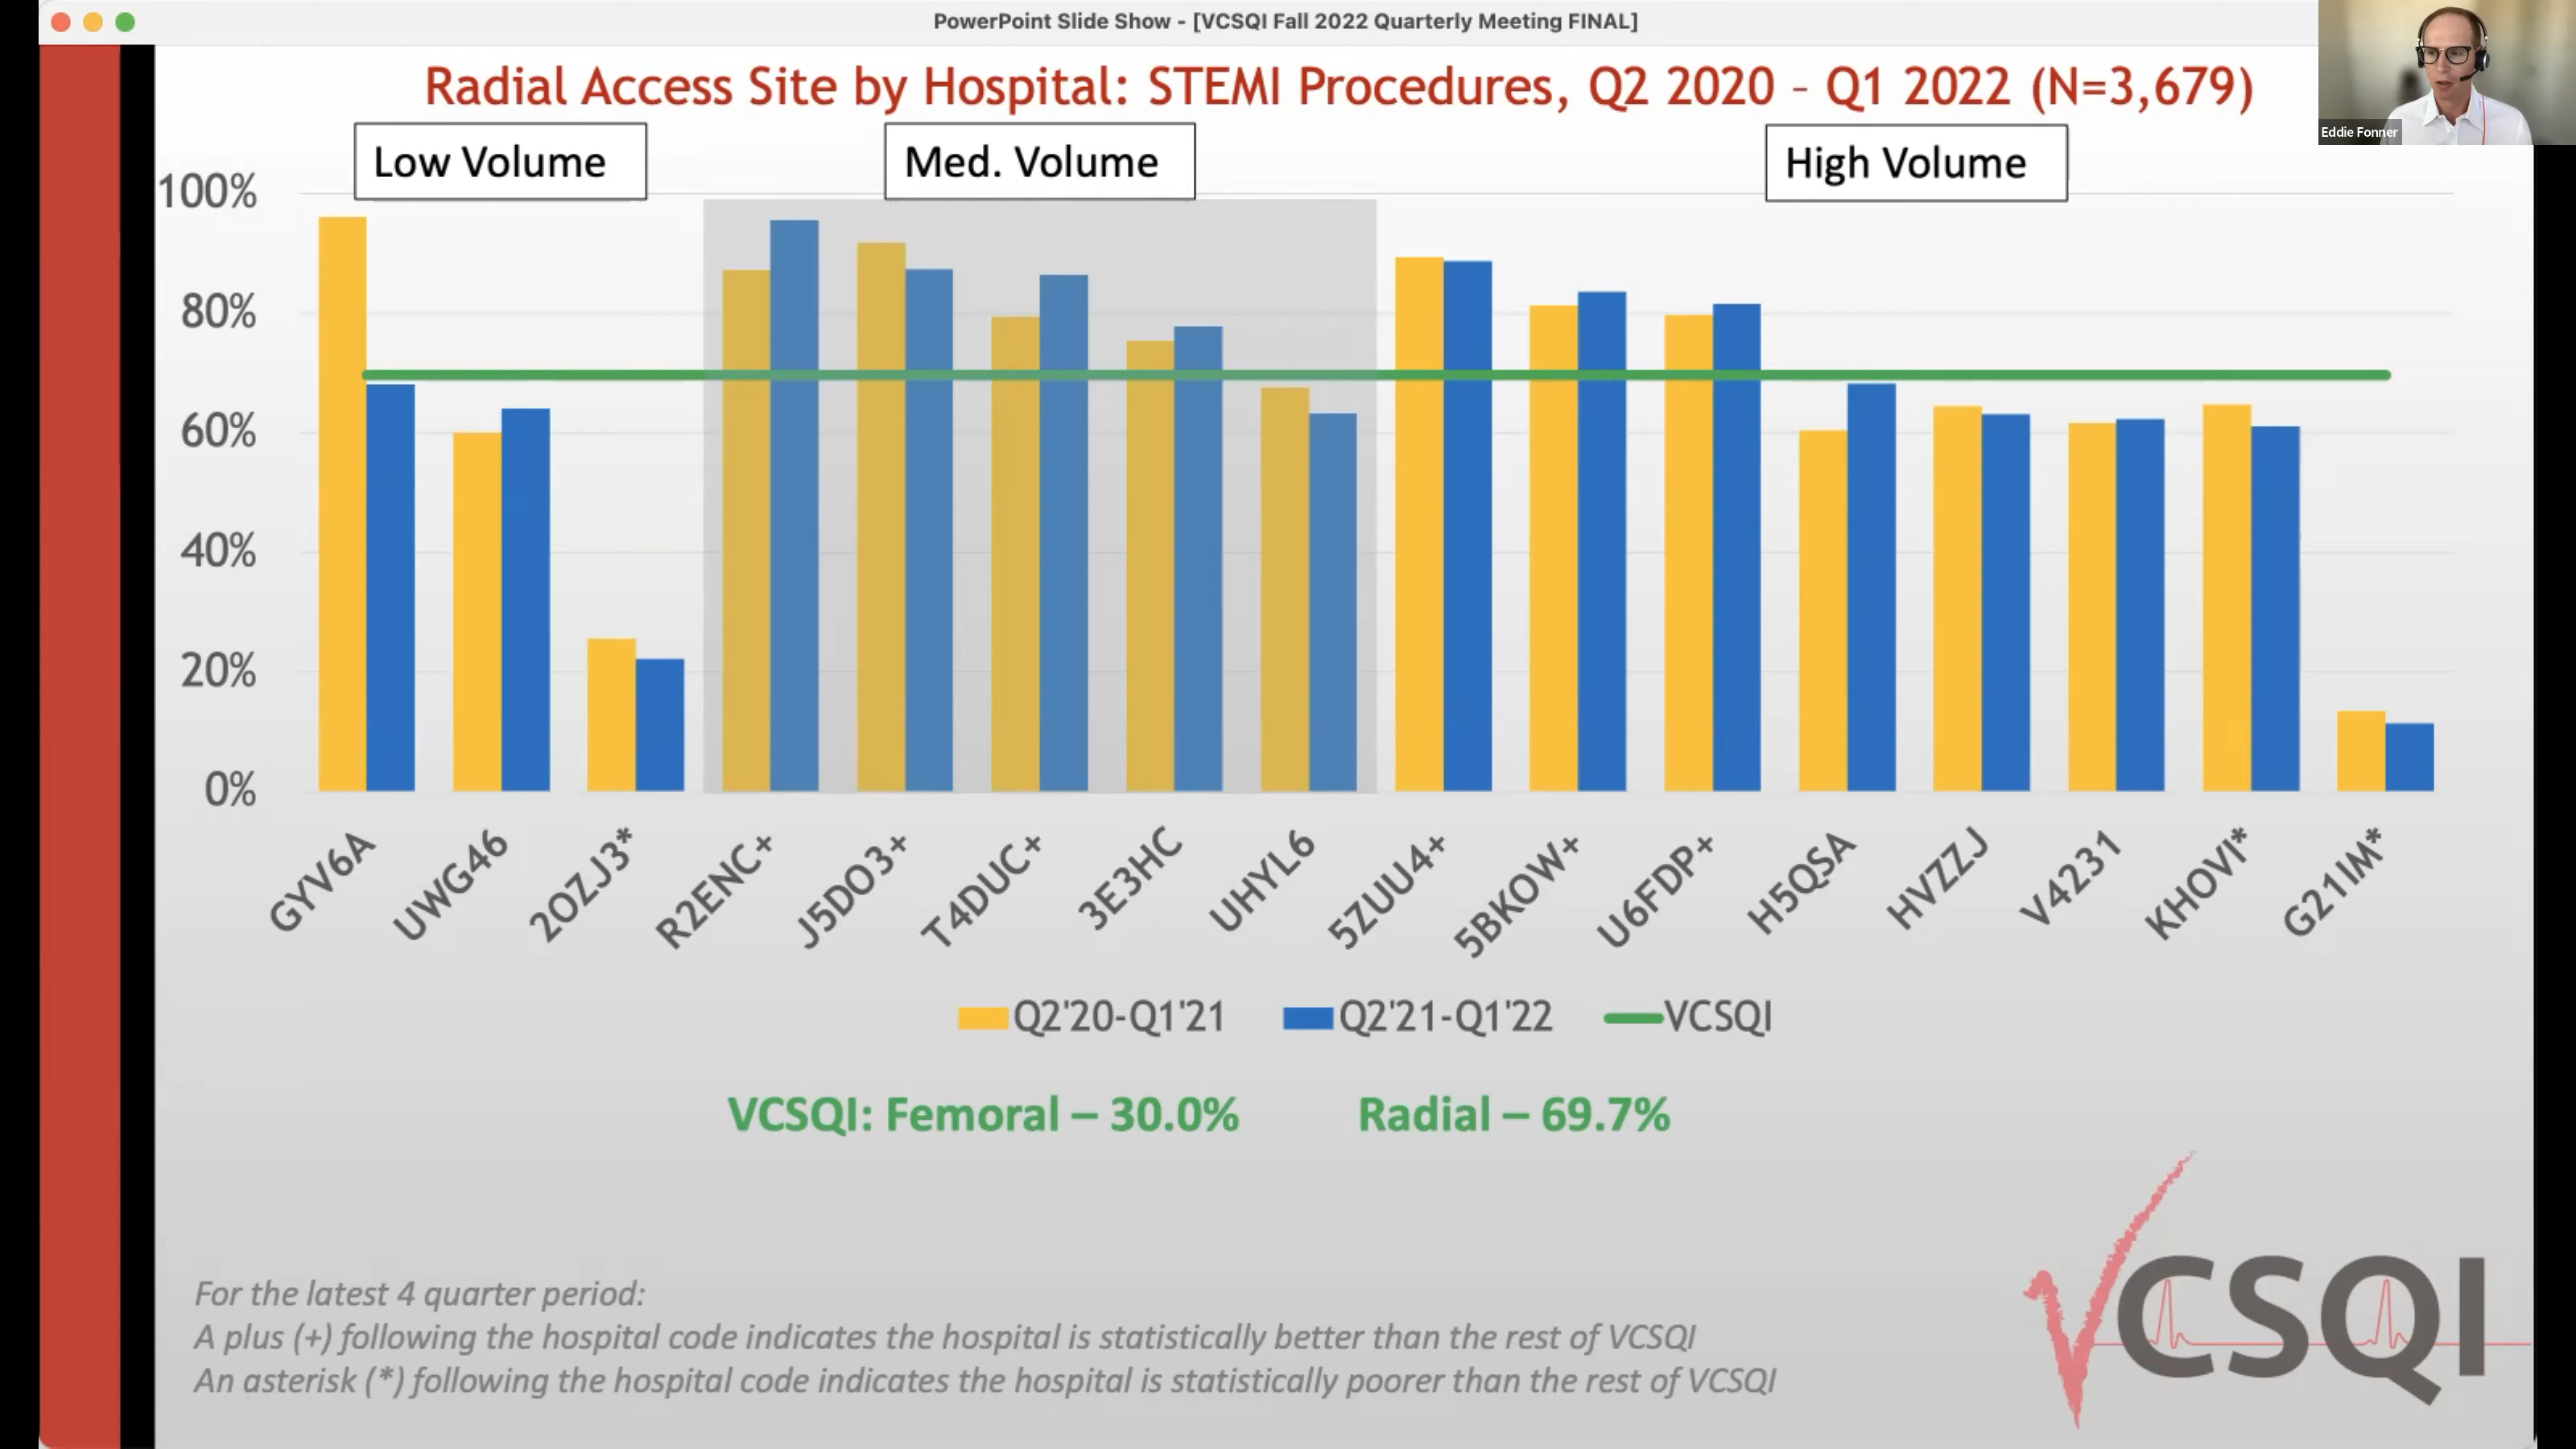 PowerPoint Slide Show - [VCSQI Fall 2022 Quarterly Meeting FINAL]
Eddie Fonner
Radial Access Site by Hospital: STEMI Procedures, Q2 2020 - Q1 2022 (N=3,679)
Low Volume
Med. Volume
High Volume
100%
80%
60%
40%
20%
0%
GYV6A
UWG46
2OZJ3*
R2ENC+
J5DO3+
T4DUC+
3E3HC
UHYL6
5ZUU4+
5BKOW+
U6FDP+
H5QSA
HVZZJ
V4231
KHOVI*
G21IM*
Q2'20-Q1'21
Q2'21-Q1'22
VCSQI
VCSQI: Femoral – 30.0% Radial – 69.7%
For the latest 4 quarter period:
A plus (+) following the hospital code indicates the hospital is statistically better than the rest of VCSQI
An asterisk (*) following the hospital code indicates the hospital is statistically poorer than the rest of VCSQI
VCSQI